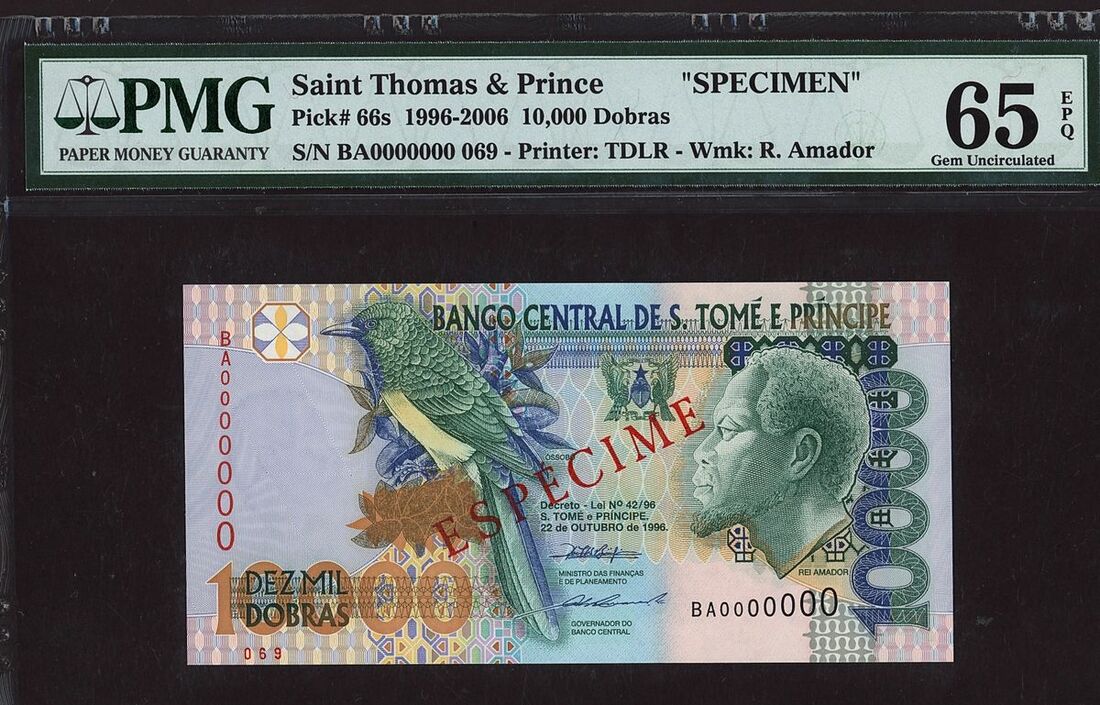 PMG
PAPER MONEY GUARANTY
Saint Thomas & Prince "SPECIMEN"
Pick# 66s 1996-2006 10,000 Dobras
S/N BA0000000 069 - Printer: TDLR - Wmk: R. Amador
65
EPQ
Gem Uncirculated
BANCO CENTRAL DE S. TOMÉ E PRÍNCIPE
BA0000000
OSSOBÓ
ESPÉCIME
Decreto - Lei Nº 42/96
S. TOMÉ e PRÍNCIPE.
22 de OUTUBRO de 1996.
MINISTRO DAS FINANÇAS
E DE PLANEAMENTO
GOVERNADOR DO
BANCO CENTRAL
REI AMADOR
BA0000000
10000
10000
DEZ MIL
DOBRAS
069